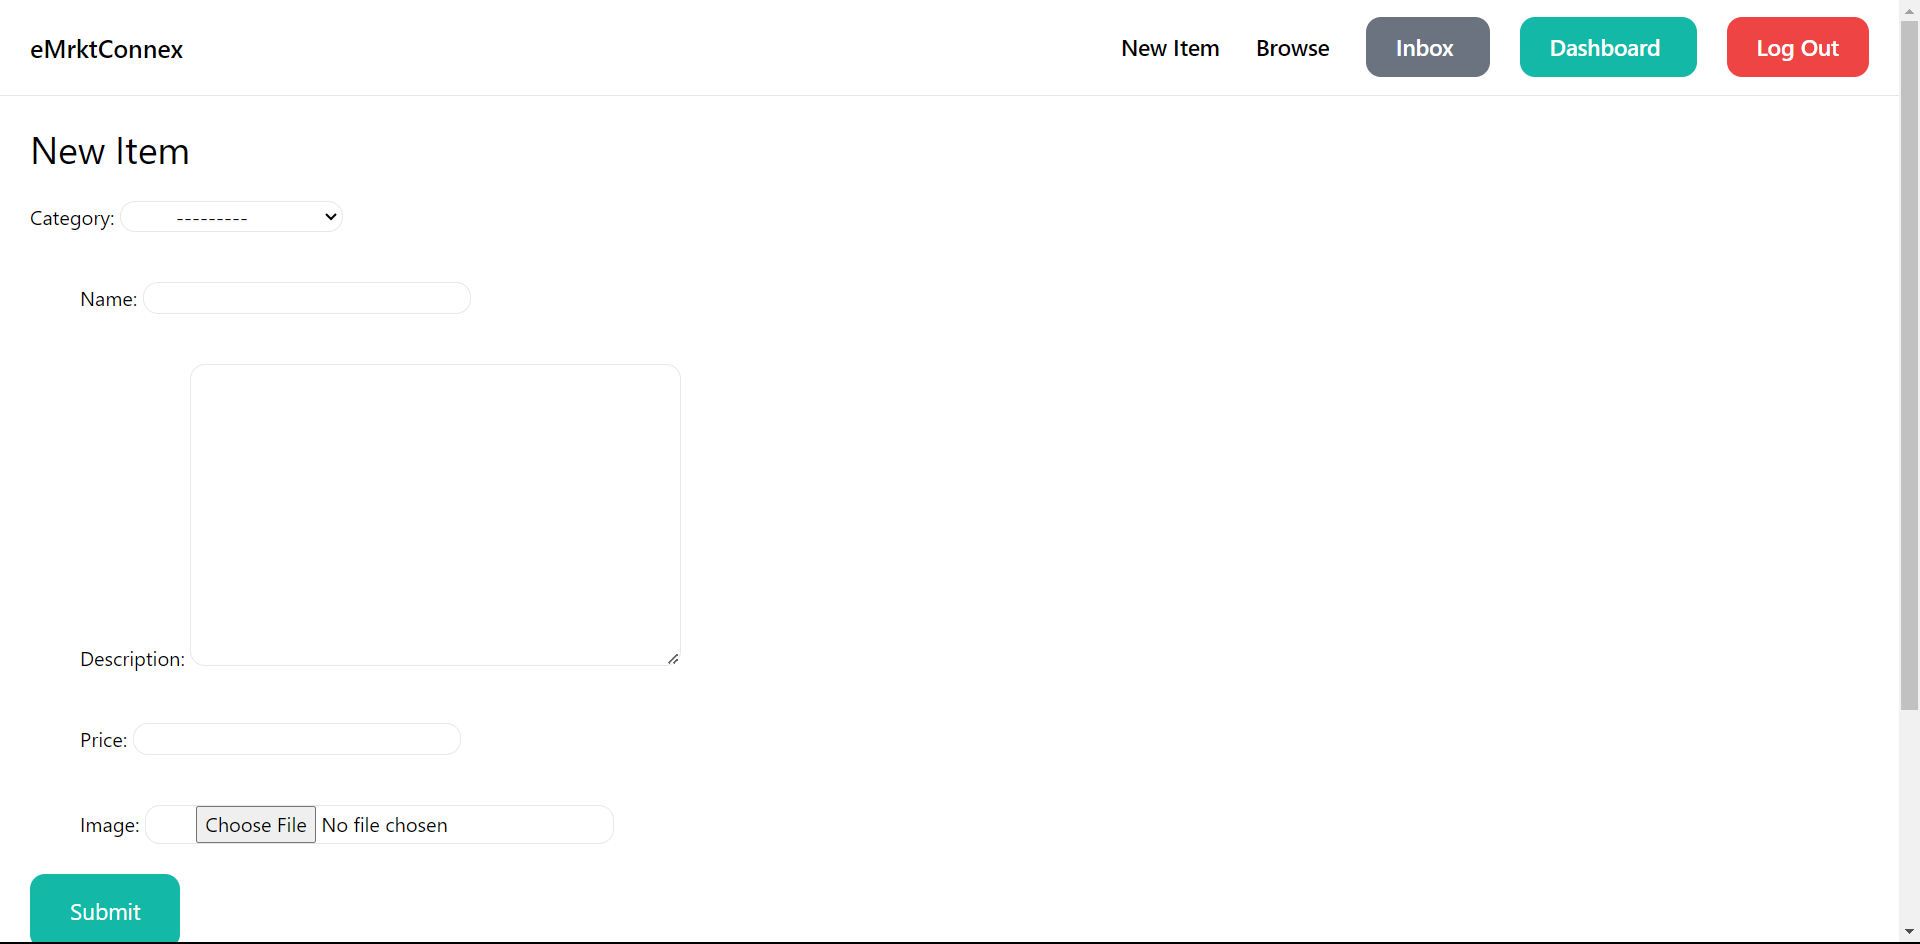 eMrktConnex
New Item Browse Inbox Dashboard Log Out
New Item
Category: ---------
Name:
Description:
Price:
Image: Choose File No file chosen
Submit